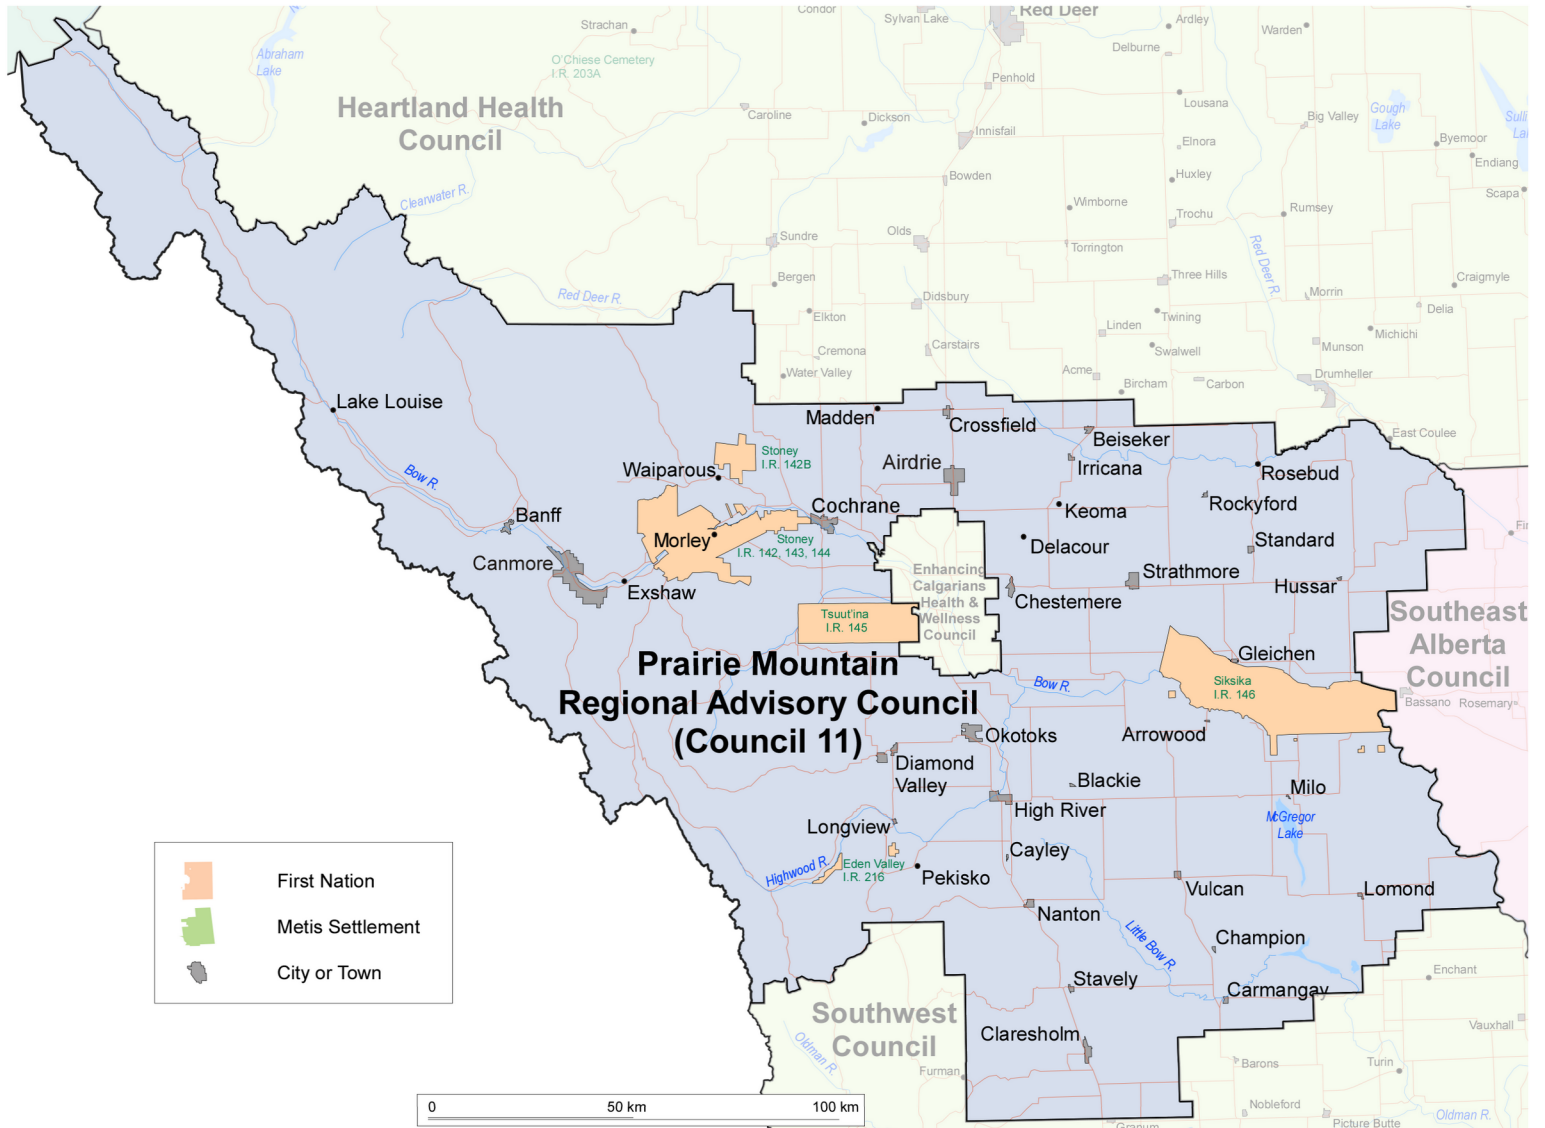 Condor
Sylvan Lake
Red Deer
Ardley
Strachan
Warden
Delburne
Abraham
Lake
O'Chiese Cemetery
I.R. 203A
Penhold
Heartland Health
Council
Lousana
Gough
Lake
Caroline
Dickson
Big Valley
Innisfail
Byemoor
Elnora
Endiang
Bowden
Huxley
Scapa
Clearwater R.
Wimborne
Rumsey
Trochu
Sundre
Olds
Torrington
Red Deer R.
Bergen
Three Hills
Craigmyle
Red Deer R.
Didsbury
Morrin
Delia
Elkton
Twining
Linden
Michichi
Carstairs
Cremona
Swalwell
Munson
Water Valley
Acme
Bircham
Carbon
Drumheller
Lake Louise
Madden
Crossfield
East Coulee
Beiseker
Stoney
I.R. 142B
Airdrie
Waiparous
Irricana
Rosebud
Bow R.
Rockyford
Cochrane
Keoma
Banff
Morley
Stoney
I.R. 142, 143, 144
Delacour
Standard
Canmore
Enhancing
Calgarians
Health &
Wellness
Council
Strathmore
Hussar
Exshaw
Chestemere
Tsuut'ina
I.R. 145
Southeast
Alberta
Council
Gleichen
Prairie Mountain
Regional Advisory Council
(Council 11)
Bow R.
Siksika
I.R. 146
Bassano
Rosemary
Okotoks
Arrowood
Diamond
Valley
Blackie
Milo
High River
McGregor
Lake
Longview
Cayley
Highwood R.
Eden Valley
I.R. 216
Pekisko
Vulcan
Lomond
First Nation
Nanton
Metis Settlement
Little Bow R.
Champion
City or Town
Stavely
Enchant
Carmangay
Southwest
Council
Claresholm
Vauxhall
Oldman R.
Furman
Barons
Turin
0 50 km 100 km
Nobleford
Oldman R.
Granum
Picture Butte